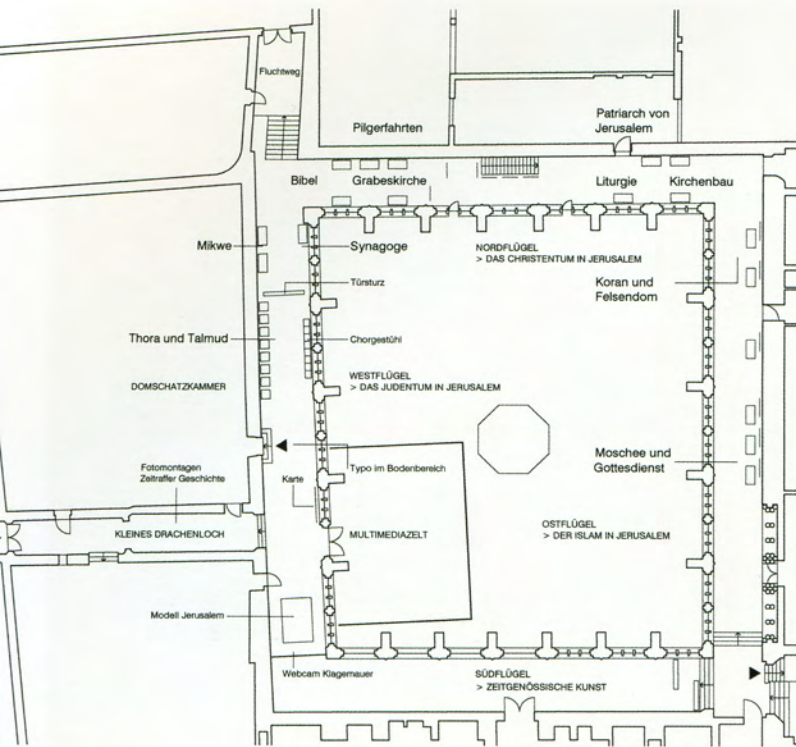 Fluchtweg
Pilgerfahrten
Patriarch von
Jerusalem
Bibel
Grabeskirche
Liturgie
Kirchenbau
Mikwe
Synagoge
NORDFLÜGEL
> DAS CHRISTENTUM IN JERUSALEM
Türsturz
Koran und
Felsendom
Thora und Talmud
Chorgestühl
WESTFLÜGEL
> DAS JUDENTUM IN JERUSALEM
DOMSCHATZKAMMER
Moschee und
Gottesdienst
Fotomontagen
Zeitraffer Geschichte
Typo im Bodenbereich
Karte
KLEINES DRACHENLOCH
MULTIMEDIAZELT
OSTFLÜGEL
> DER ISLAM IN JERUSALEM
Modell Jerusalem
Webcam Klagemauer
SÜDFLÜGEL
> ZEITGENÖSSISCHE KUNST